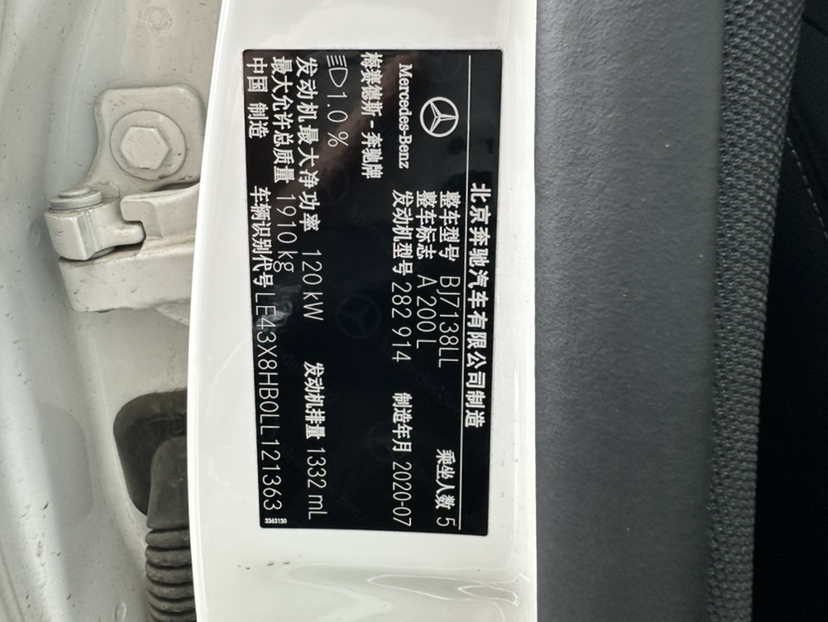 北京奔驰汽车有限公司制造
整车型号 BJ7138LL 乘坐人数 5
整车标志 A 200 L
发动机型号 282 914 制造年月 2020-07
Mercedes-Benz
梅赛德斯-奔驰牌
1.0 %
发动机最大净功率 120 kW 发动机排量 1332 mL
最大允许总质量 1910 kg
中国 制造 车辆识别代号 LE43X8HB0LL121363
3363130